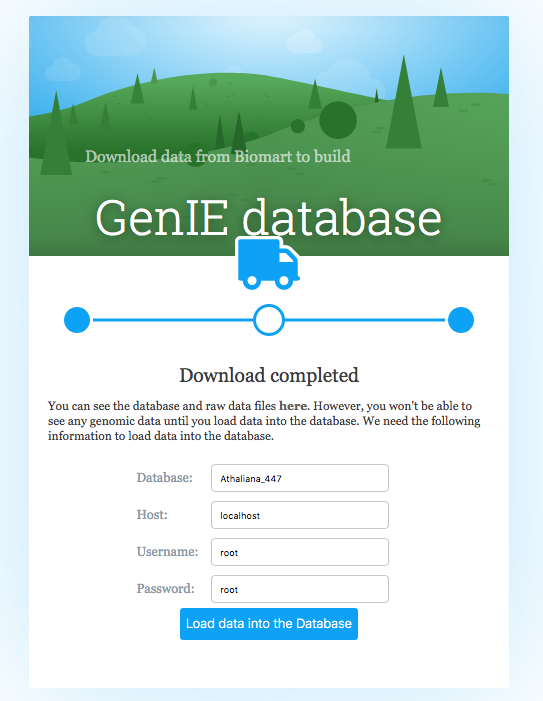 Download data from Biomart to build
GenIE database
Download completed
You can see the database and raw data files here. However, you won't be able to
see any genomic data until you load data into the database. We need the following
information to load data into the database.
Database: Athaliana_447
Host: localhost
Username: root
Password: root
Load data into the Database